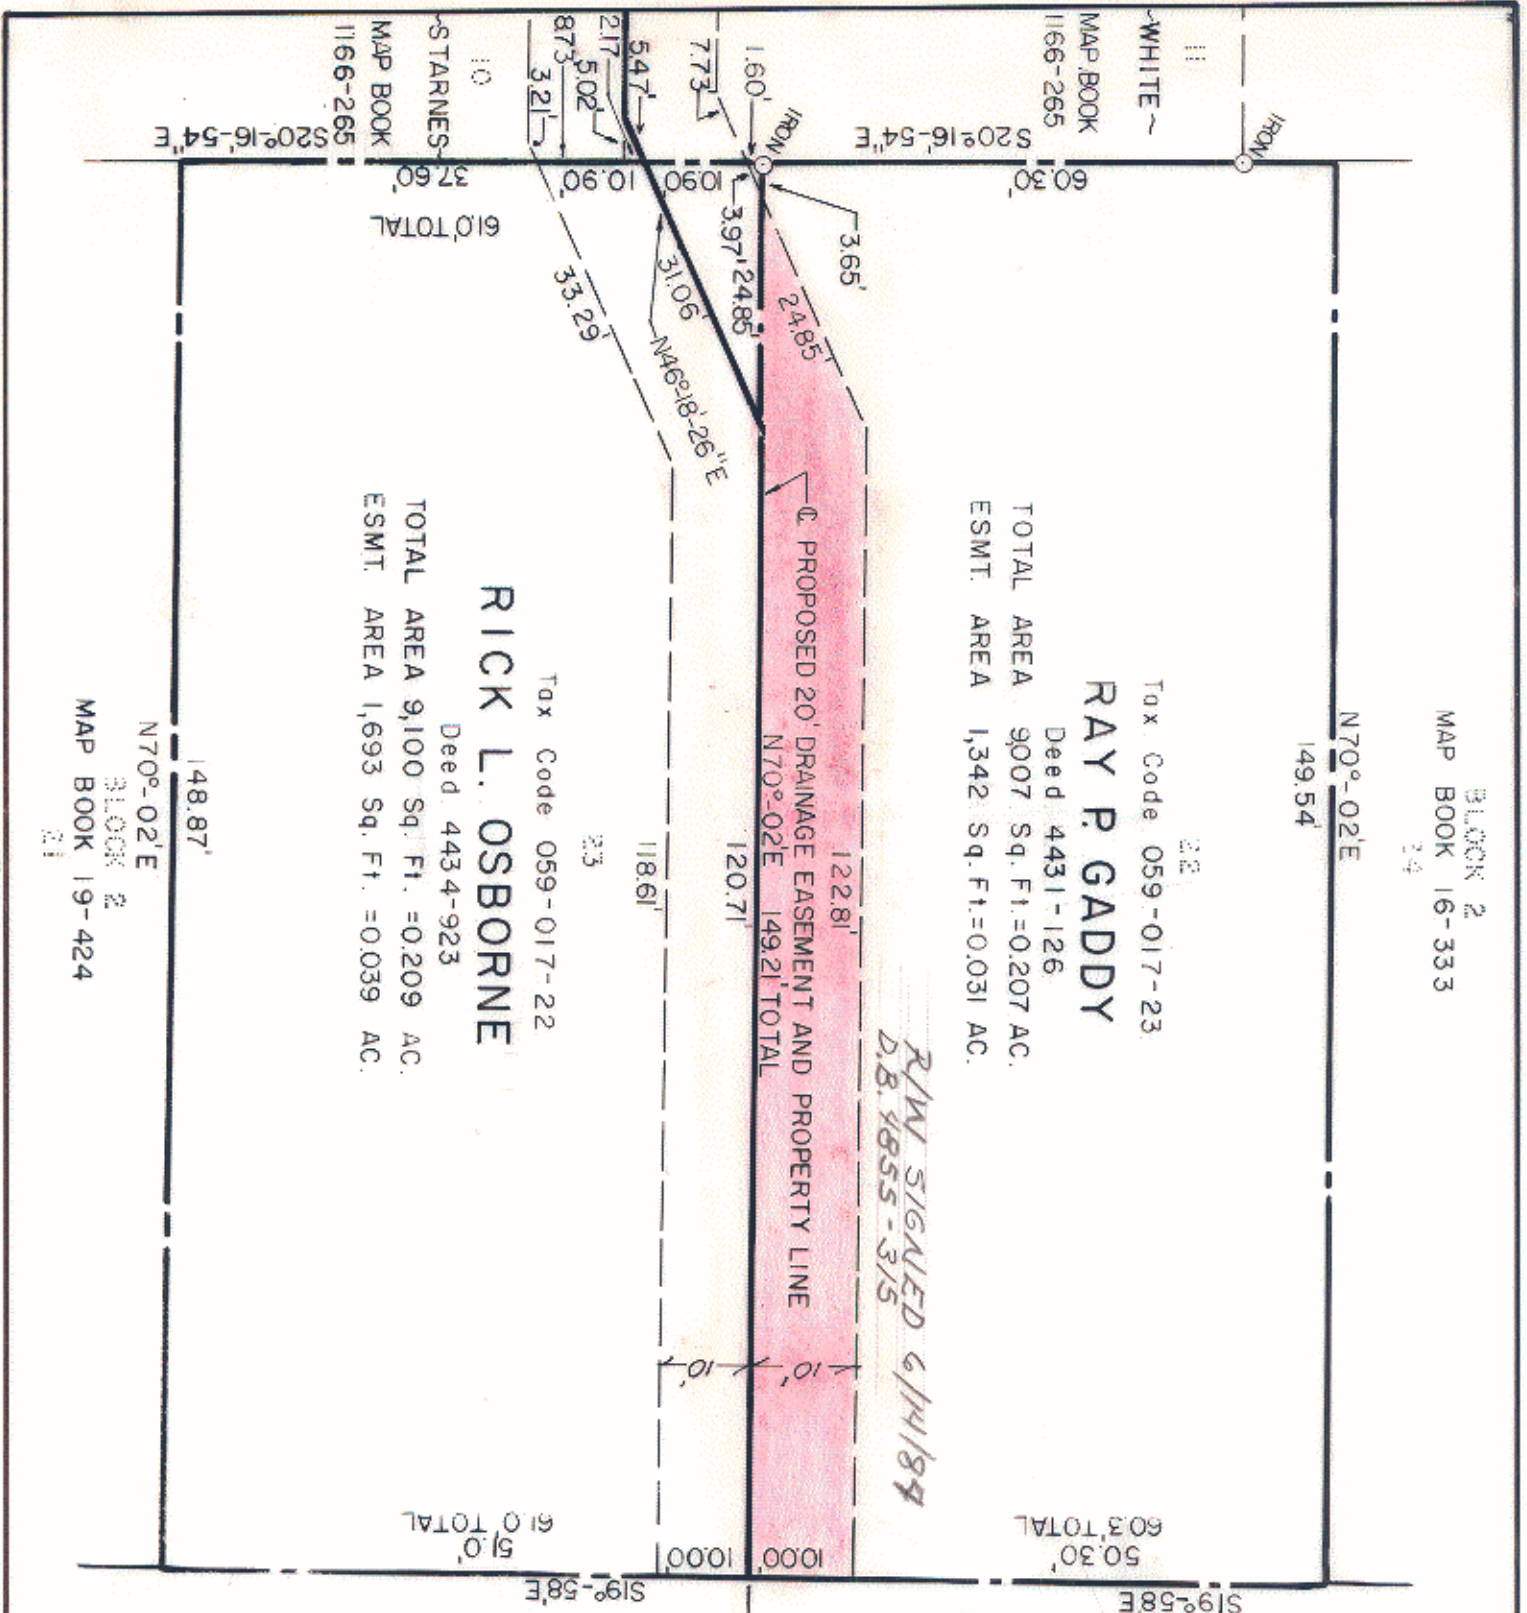 BLOCK 2
MAP BOOK 16-333
24
N70°-02'E
149.54'
IRON
11
~WHITE~
MAP BOOK
1166-265
S20°-16'-54"E
60.30'
22
Tax Code 059-017-23
RAY P. GADDY
Deed 4431-126
TOTAL AREA 9,007 Sq. Ft.=0.207 AC.
ESMT. AREA 1,342 Sq. Ft.=0.031 AC.
S19°-58'E
50.30'
60.3' TOTAL
R/W SIGNED 6/14/84
D.B. 4855-315
3.65'
24.85'
122.81'
℄ PROPOSED 20' DRAINAGE EASEMENT AND PROPERTY LINE
N70°-02'E 149.21' TOTAL
10'
10.00'
IRON
1.60'
7.73'
3.97'
24.85'
120.71'
10'
10.00'
5.47'
2.17'
5.02'
8.73'
3.21'
10.90'
10.90'
31.06'
N46°-18'-26"E
33.29'
118.61'
23
Tax Code 059-017-22
RICK L. OSBORNE
Deed 4434-923
TOTAL AREA 9,100 Sq. Ft. =0.209 AC.
ESMT. AREA 1,693 Sq. Ft. =0.039 AC.
10
~STARNES~
MAP BOOK
1166-265
37.60'
61.0' TOTAL
S20°-16'-54"E
S19°-58'E
51.0'
61.0' TOTAL
148.87'
N70°-02'E
BLOCK 2
MAP BOOK 19-424
21